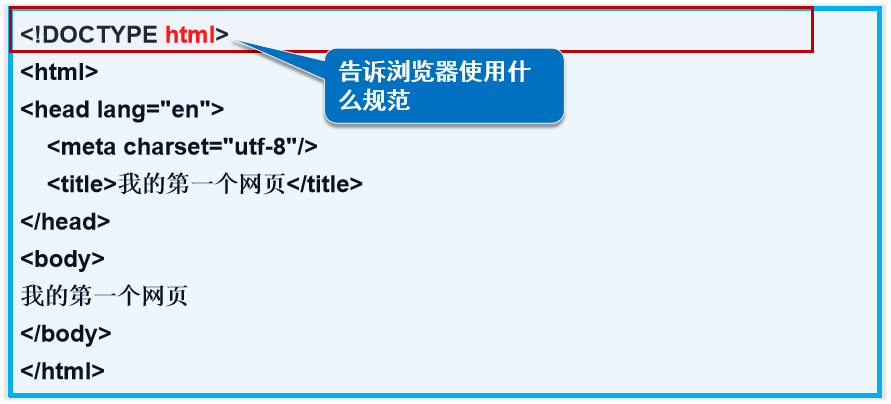 <!DOCTYPE html>
告诉浏览器使用什
么规范
<html>
<head lang="en">
<meta charset="utf-8"/>
<title>我的第一个网页</title>
</head>
<body>
我的第一个网页
</body>
</html>